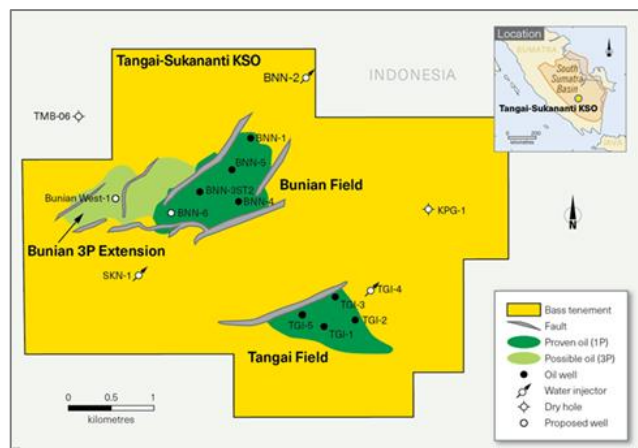 Tangai-Sukananti KSO
BNN-2
INDONESIA
TMB-06
BNN-1
BNN-5
BNN-3ST2
Bunian Field
BNN-4
Bunian West-1
BNN-6
KPG-1
Bunian 3P Extension
SKN-1
TGI-4
TGI-3
TGI-5
TGI-2
TGI-1
Tangai Field
0 0.5 1
kilometres
Location
SUMATRA
South
Sumatra
Basin
Tangai-Sukananti KSO
0 200
kilometres
JAVA
N
Bass tenement
Fault
Proven oil (1P)
Possible oil (3P)
Oil well
Water injector
Dry hole
Proposed well